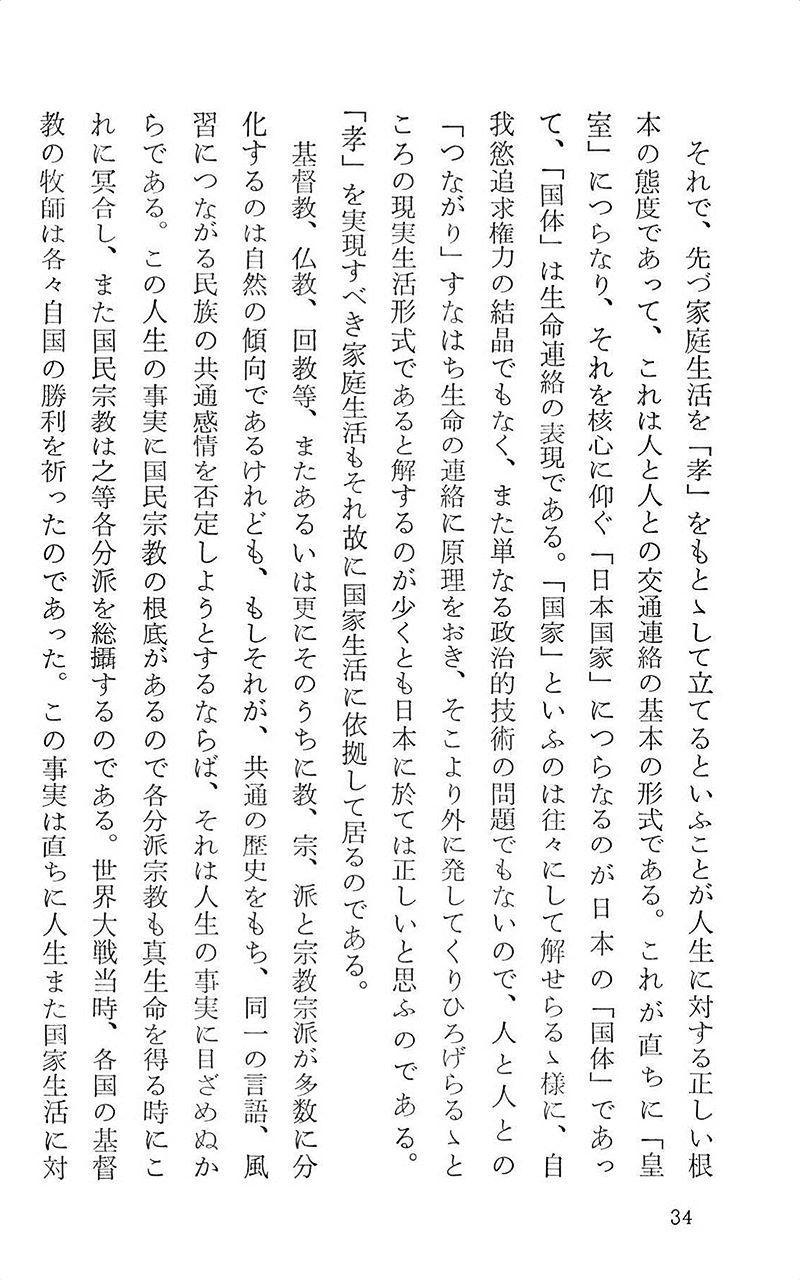 それで、先づ家庭生活を「孝」をもとゝして立てるといふことが人生に対する正しい根
本の態度であって、これは人と人との交通連絡の基本の形式である。これが直ちに「皇
室」につらなり、それを核心に仰ぐ「日本国家」につらなるのが日本の「国体」であっ
て、「国体」は生命連絡の表現である。「国家」といふのは往々にして解せらるゝ様に、自
我慾追求権力の結晶でもなく、また単なる政治的技術の問題でもないので、人と人との
「つながり」すなはち生命の連絡に原理をおき、そこより外に発してくりひろげらるゝと
ころの現実生活形式であると解するのが少くとも日本に於ては正しいと思ふのである。
「孝」を実現すべき家庭生活もそれ故に国家生活に依拠して居るのである。
基督教、仏教、回教等、またあるいは更にそのうちに教、宗、派と宗教宗派が多数に分
化するのは自然の傾向であるけれども、もしそれが、共通の歴史をもち、同一の言語、風
習につながる民族の共通感情を否定しようとするならば、それは人生の事実に目ざめぬか
らである。この人生の事実に国民宗教の根底があるので各分派宗教も真生命を得る時にこ
れに冥合し、また国民宗教は之等各分派を総攝するのである。世界大戦当時、各国の基督
教の牧師は各々自国の勝利を祈ったのであった。この事実は直ちに人生また国家生活に対
34